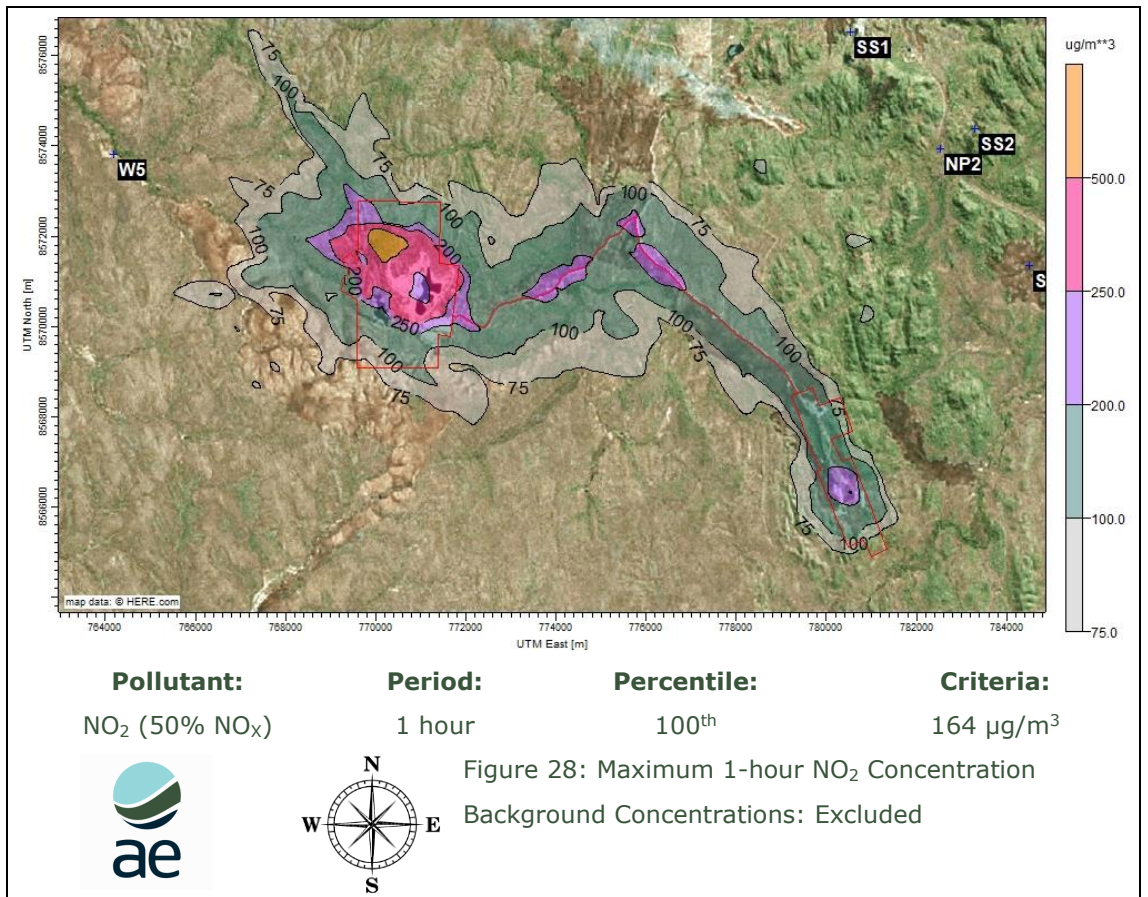 ug/m**3
SS1
SS2
NP2
W5
S
75
100
75
75
100
100
75
100
200
200
250
100
75
75
100
75
100
75
100
75
100
75
75
100
8576000
8574000
8572000
8570000
8568000
8566000
UTM North [m]
500.0
250.0
200.0
100.0
75.0
map data: © HERE.com
764000 766000 768000 770000 772000 774000 776000 778000 780000 782000 784000
UTM East [m]
Pollutant: Period: Percentile: Criteria:
NO₂ (50% NOₓ) 1 hour 100ᵗʰ 164 µg/m³
N
W E
S
Figure 28: Maximum 1-hour NO₂ Concentration
Background Concentrations: Excluded
ae